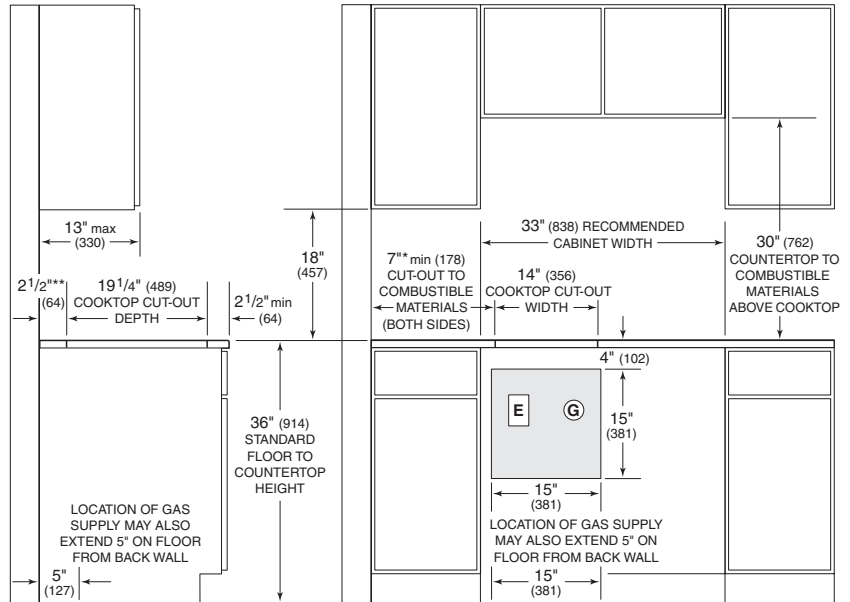 13" max
(330)
18"
(457)
33" (838) RECOMMENDED
CABINET WIDTH
30" (762)
COUNTERTOP TO
COMBUSTIBLE
MATERIALS
ABOVE COOKTOP
2 1/2"**
(64)
19 1/4" (489)
COOKTOP CUT-OUT
DEPTH
2 1/2" min
(64)
7"* min (178)
CUT-OUT TO
COMBUSTIBLE
MATERIALS
(BOTH SIDES)
14" (356)
COOKTOP CUT-OUT
WIDTH
4" (102)
36" (914)
STANDARD
FLOOR TO
COUNTERTOP
HEIGHT
E
G
15"
(381)
15"
(381)
LOCATION OF GAS
SUPPLY MAY ALSO
EXTEND 5" ON FLOOR
FROM BACK WALL
LOCATION OF GAS SUPPLY
MAY ALSO EXTEND 5" ON
FLOOR FROM BACK WALL
5"
(127)
15"
(381)